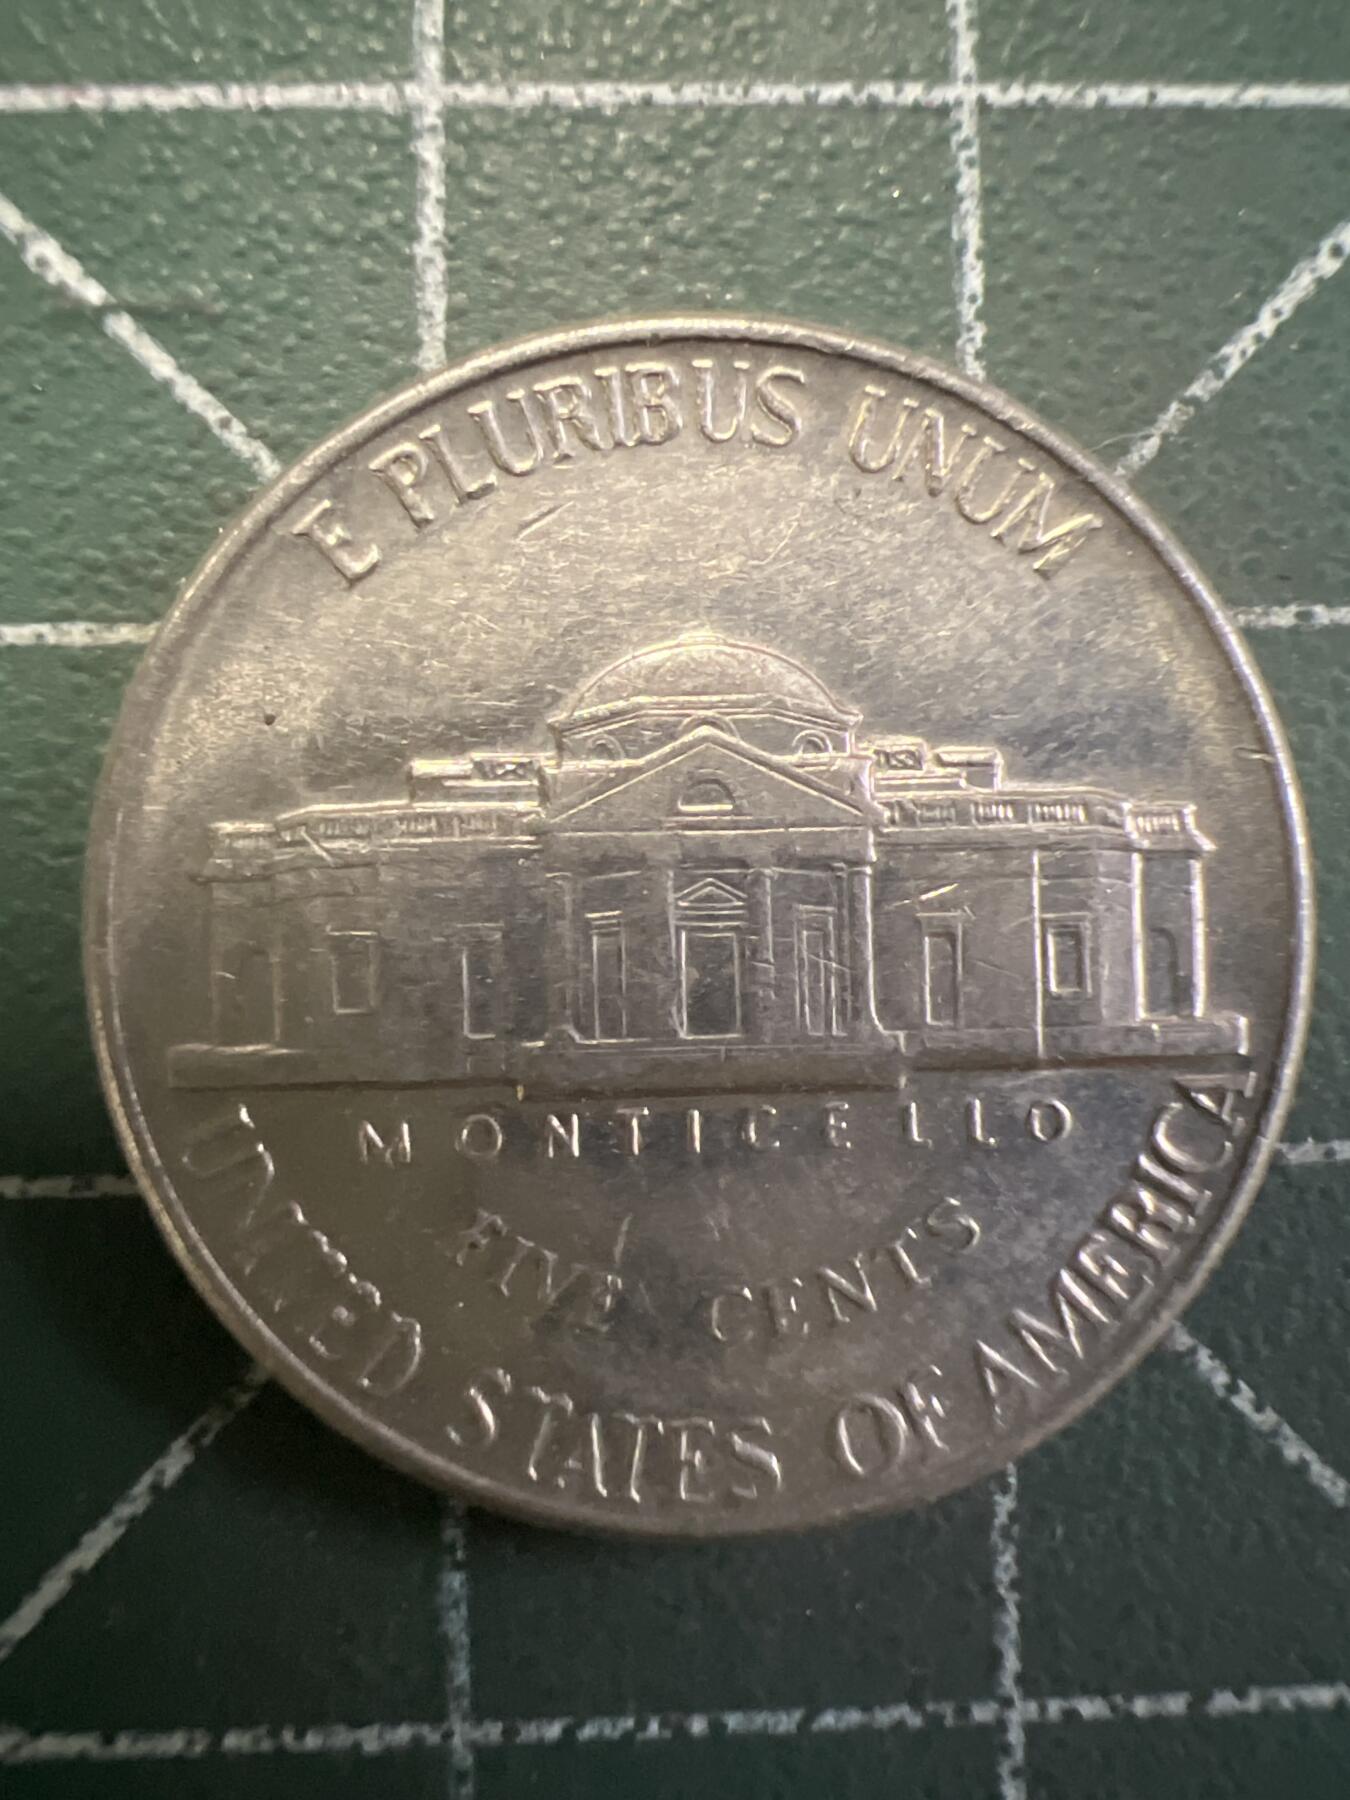 E PLURIBUS UNUM
MONTICELLO
FIVE CENTS
UNITED STATES OF AMERICA